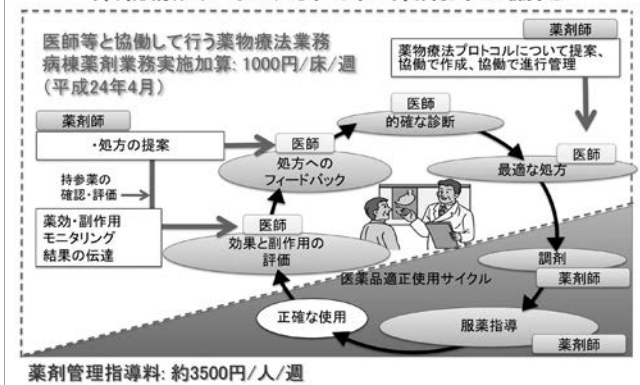 医師等と協働して行う薬物療法業務
病棟薬剤業務実施加算: 1000円/床/週
(平成24年4月)
薬剤師
薬物療法プロトコルについて提案、
協働で作成、協働で進行管理
薬剤師
・処方の提案
持参薬の
確認・評価
薬効・副作用
モニタリング
結果の伝達
医師
処方への
フィードバック
医師
的確な診断
医師
最適な処方
医師
効果と副作用の
評価
医薬品適正使用サイクル
調剤
薬剤師
正確な使用
服薬指導
薬剤師
薬剤管理指導料: 約3500円/人/週